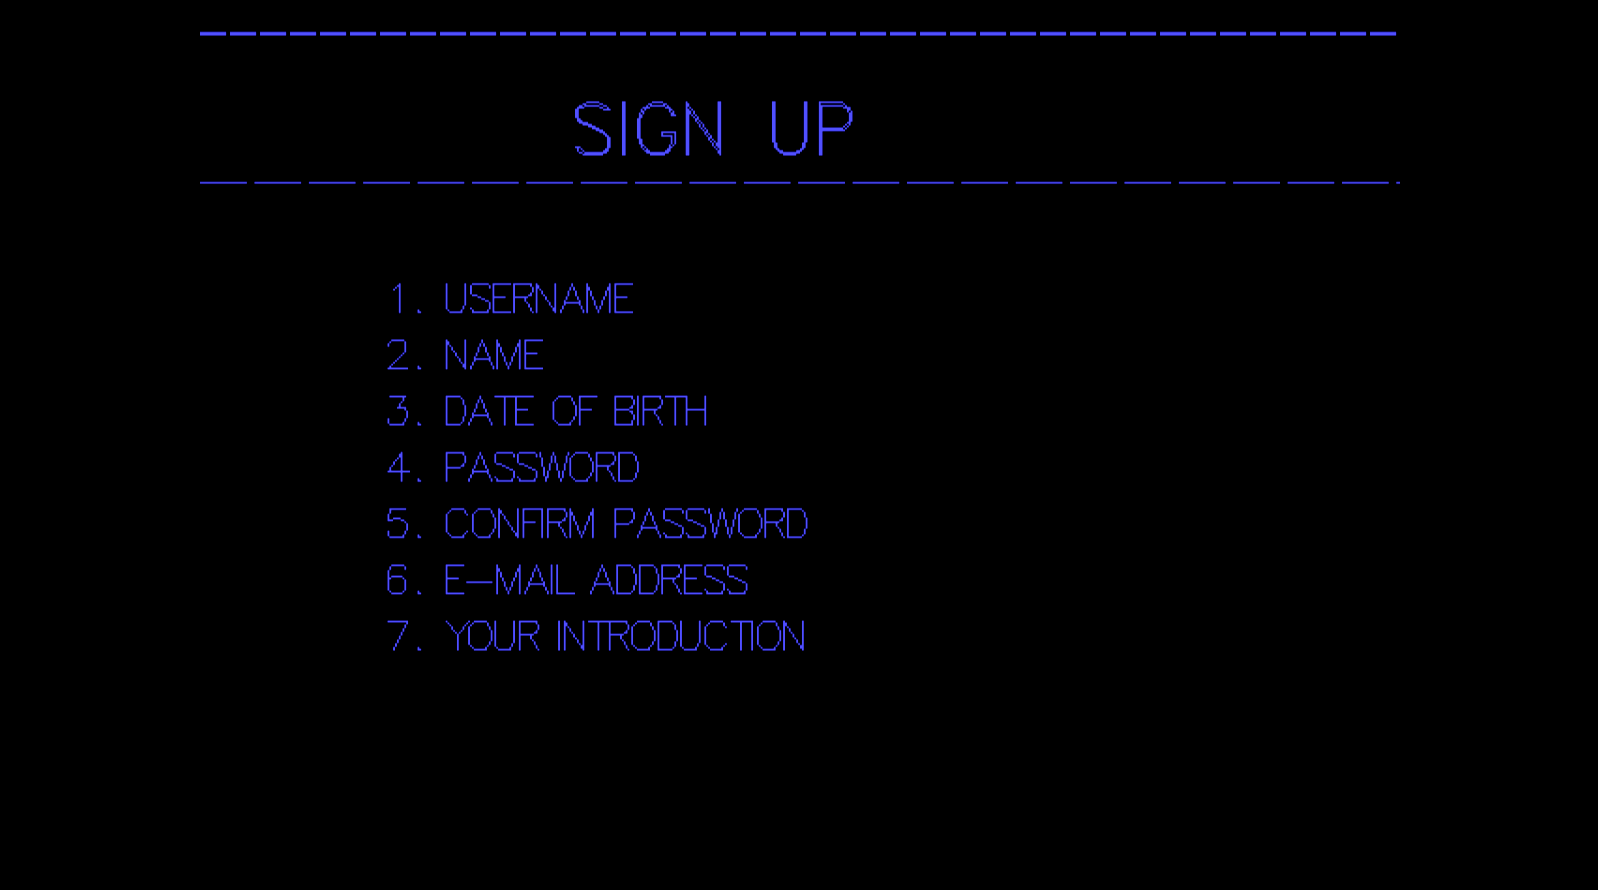 SIGN UP
1. USERNAME
2. NAME
3. DATE OF BIRTH
4. PASSWORD
5. CONFIRM PASSWORD
6. E-MAIL ADDRESS
7. YOUR INTRODUCTION